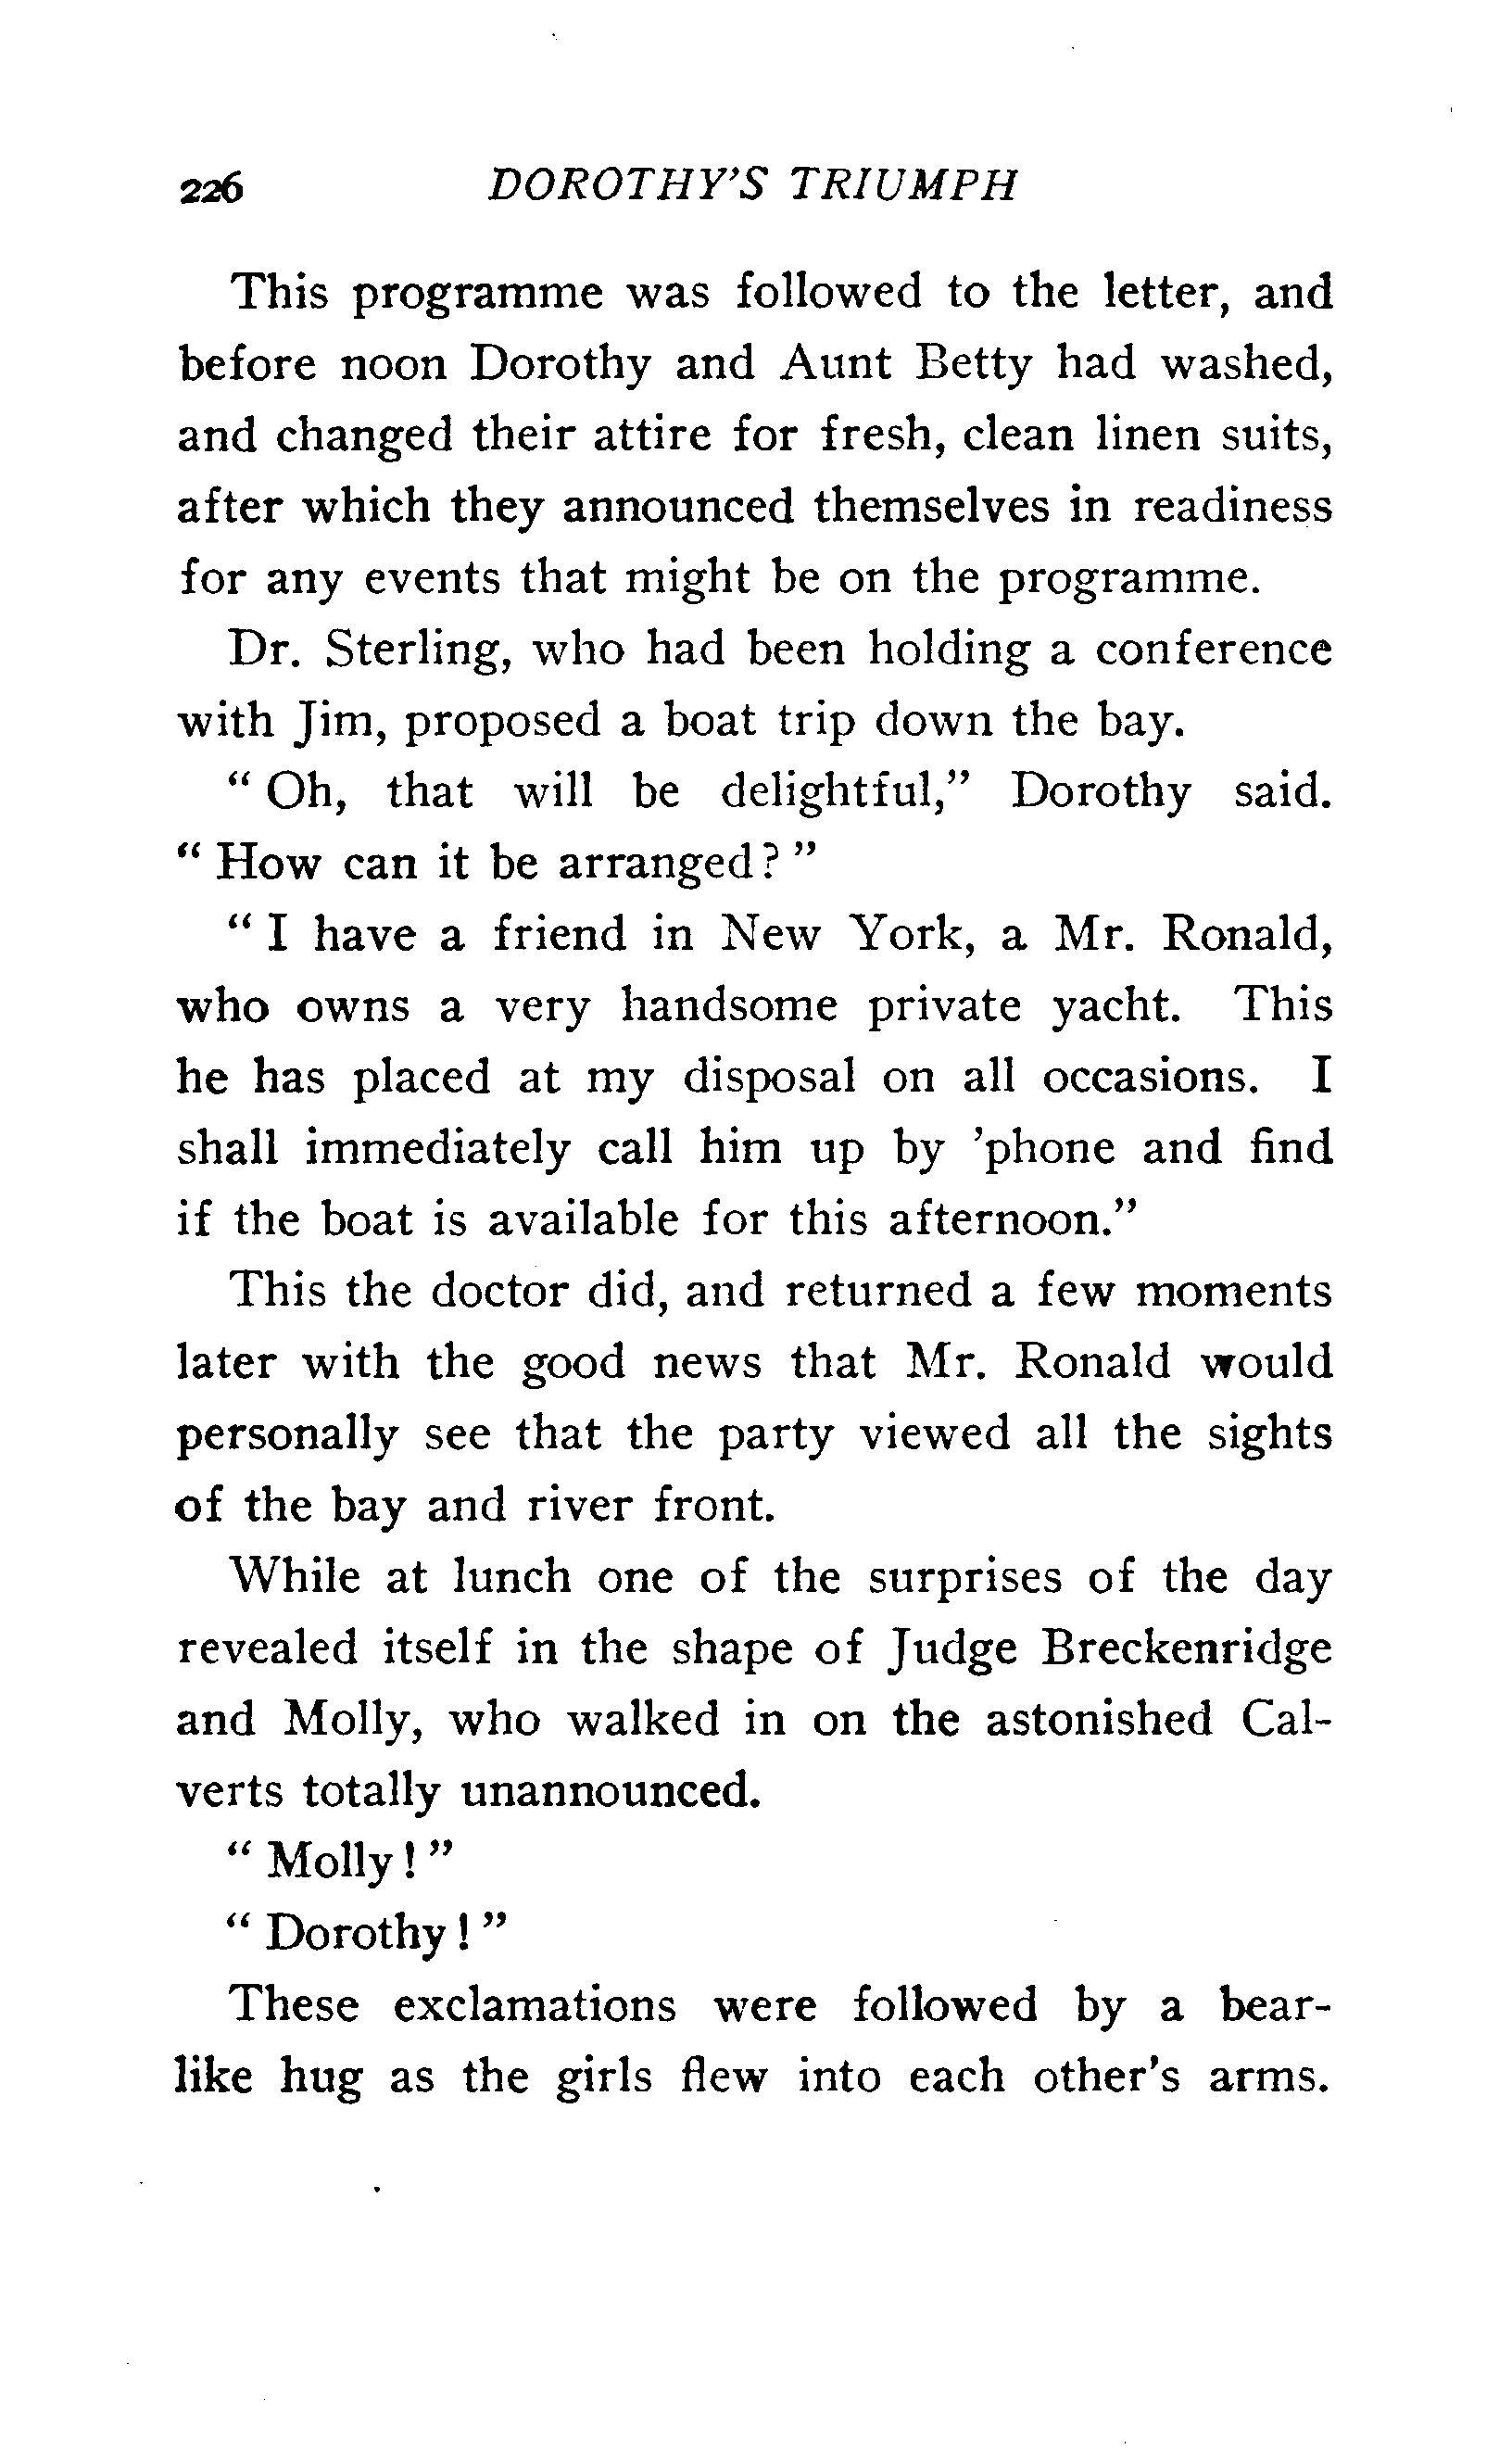 226 DOROTHY'S TRIUMPH
This programme was followed to the letter, and
before noon Dorothy and Aunt Betty had washed,
and changed their attire for fresh, clean linen suits,
after which they announced themselves in readiness
for any events that might be on the programme.
Dr. Sterling, who had been holding a conference
with Jim, proposed a boat trip down the bay.
“ Oh, that will be delightful,” Dorothy said.
“ How can it be arranged ? ”
“ I have a friend in New York, a Mr. Ronald,
who owns a very handsome private yacht. This
he has placed at my disposal on all occasions. I
shall immediately call him up by ’phone and find
if the boat is available for this afternoon.”
This the doctor did, and returned a few moments
later with the good news that Mr. Ronald would
personally see that the party viewed all the sights
of the bay and river front.
While at lunch one of the surprises of the day
revealed itself in the shape of Judge Breckenridge
and Molly, who walked in on the astonished Cal-
verts totally unannounced.
“ Molly ! ”
“ Dorothy ! ”
These exclamations were followed by a bear-
like hug as the girls flew into each other’s arms.